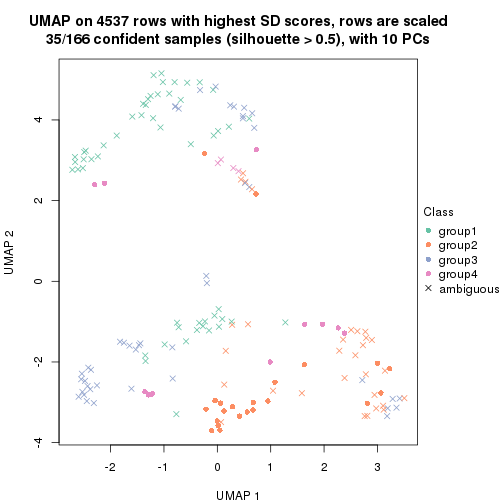 UMAP on 4537 rows with highest SD scores, rows are scaled
35/166 confident samples (silhouette > 0.5), with 10 PCs
UMAP 2
4
2
0
-2
-4
-2
-1
0
1
2
3
UMAP 1
Class
group1
group2
group3
group4
ambiguous